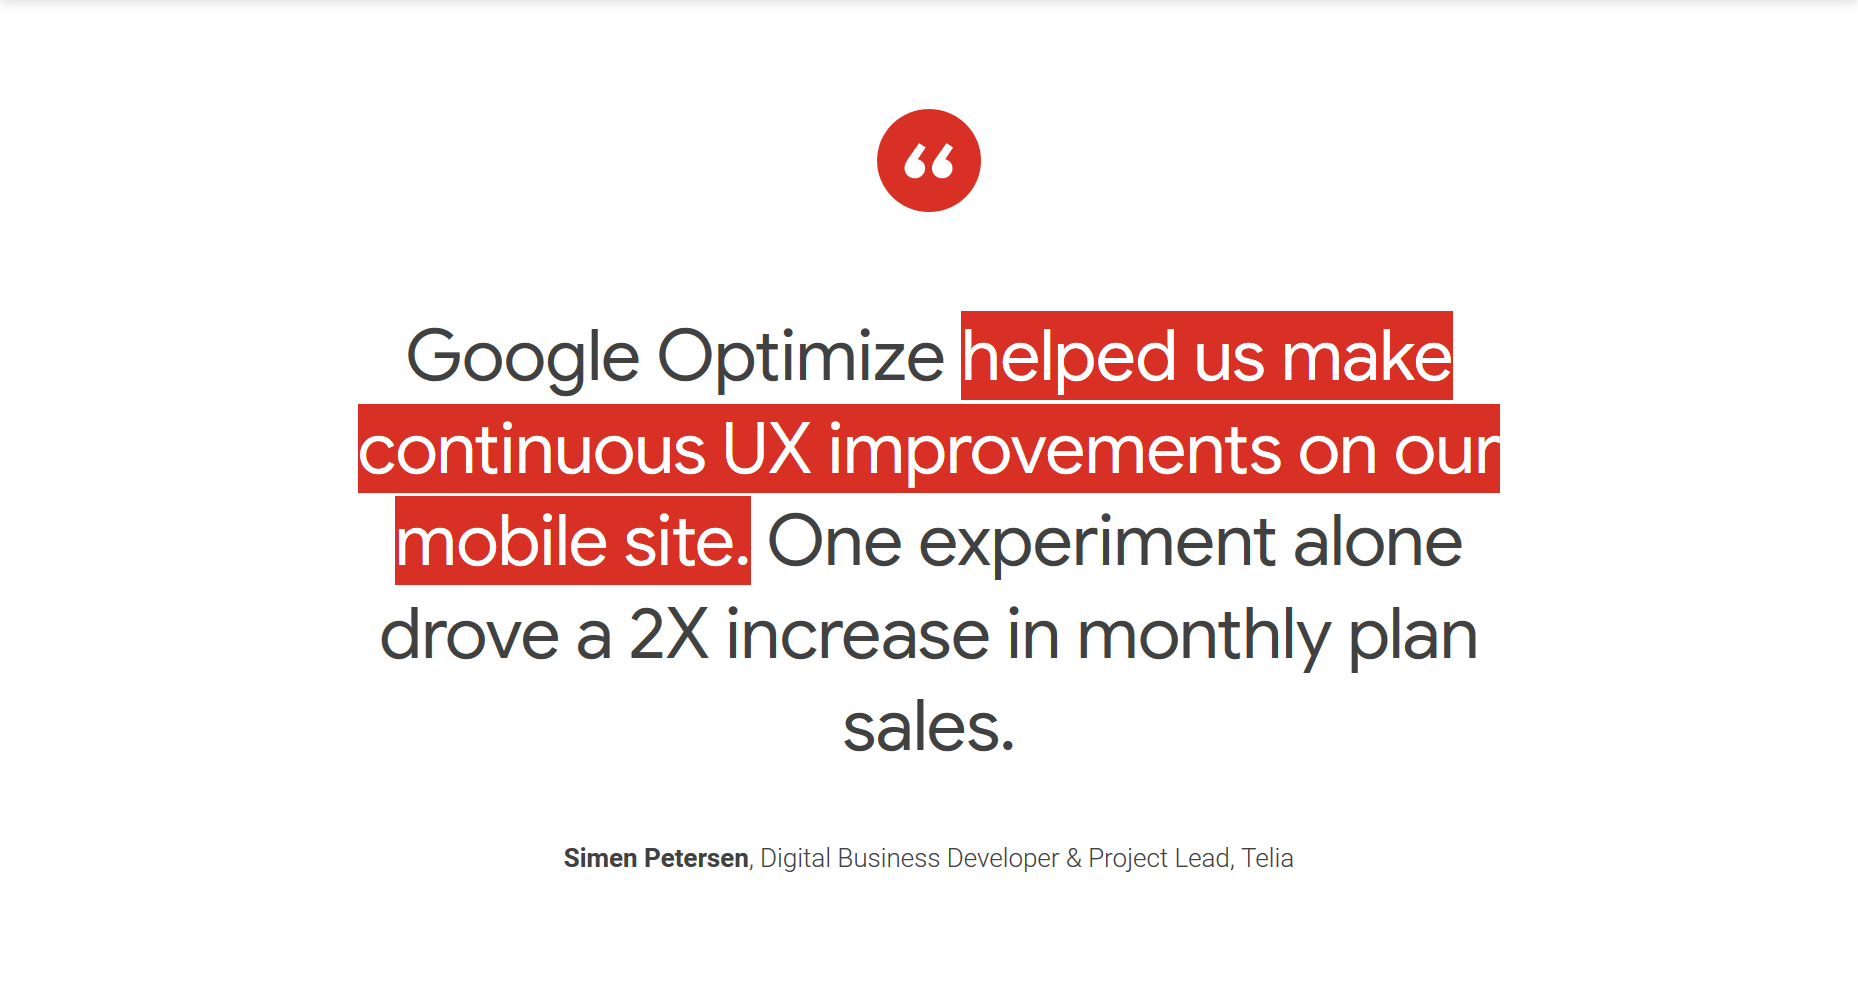 “
Google Optimize helped us make
continuous UX improvements on our
mobile site. One experiment alone
drove a 2X increase in monthly plan
sales.
Simen Petersen, Digital Business Developer & Project Lead, Telia